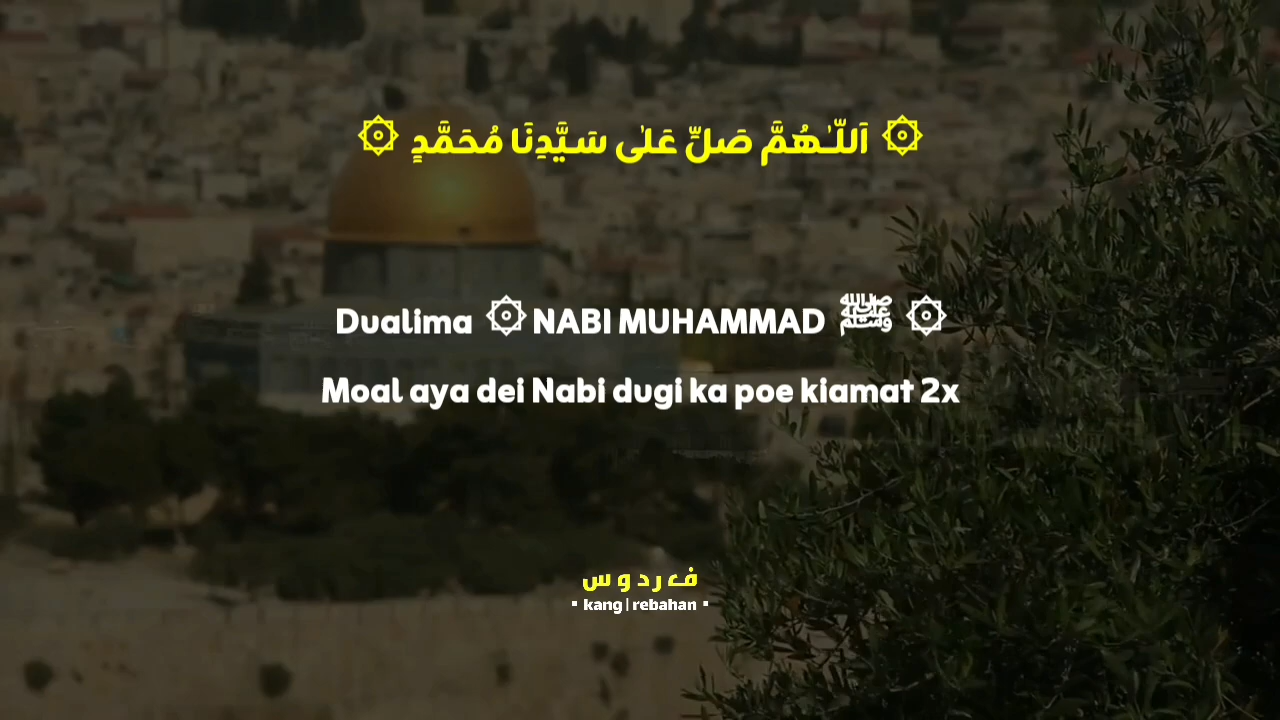 ۞ اَللّٰهُمَّ صَلِّ عَلٰى سَيَّدِنَا مُحَمَّدٍ ۞
Dualima ۞ NABI MUHAMMAD ﷺ ۞
Moal aya dei Nabi dugi ka poe kiamat 2x
ف ر د و س
▪ kang | rebahan ▪